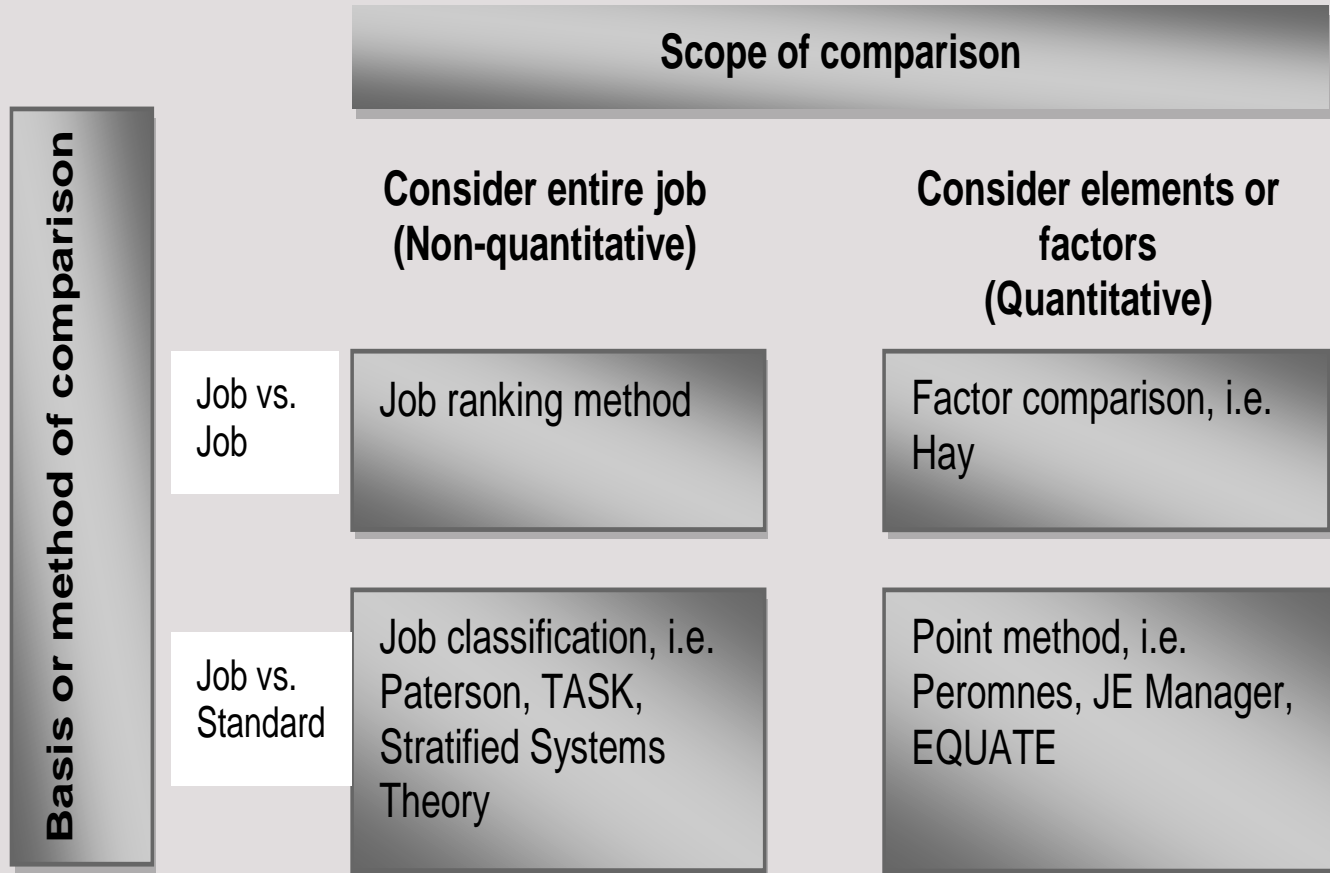 Scope of comparison
Basis or method of comparison
Consider entire job
(Non-quantitative)
Consider elements or
factors
(Quantitative)
Job vs.
Job
Job ranking method
Factor comparison, i.e.
Hay
Job vs.
Standard
Job classification, i.e.
Paterson, TASK,
Stratified Systems
Theory
Point method, i.e.
Peromnes, JE Manager,
EQUATE